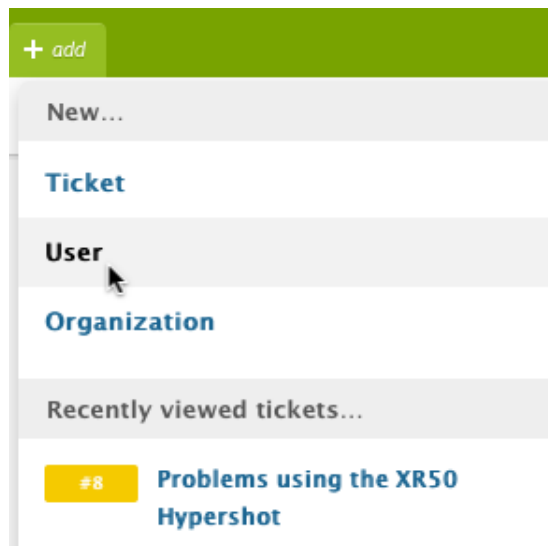 + add
New...
Ticket
User
Organization
Recently viewed tickets...
#8
Problems using the XR50
Hypershot